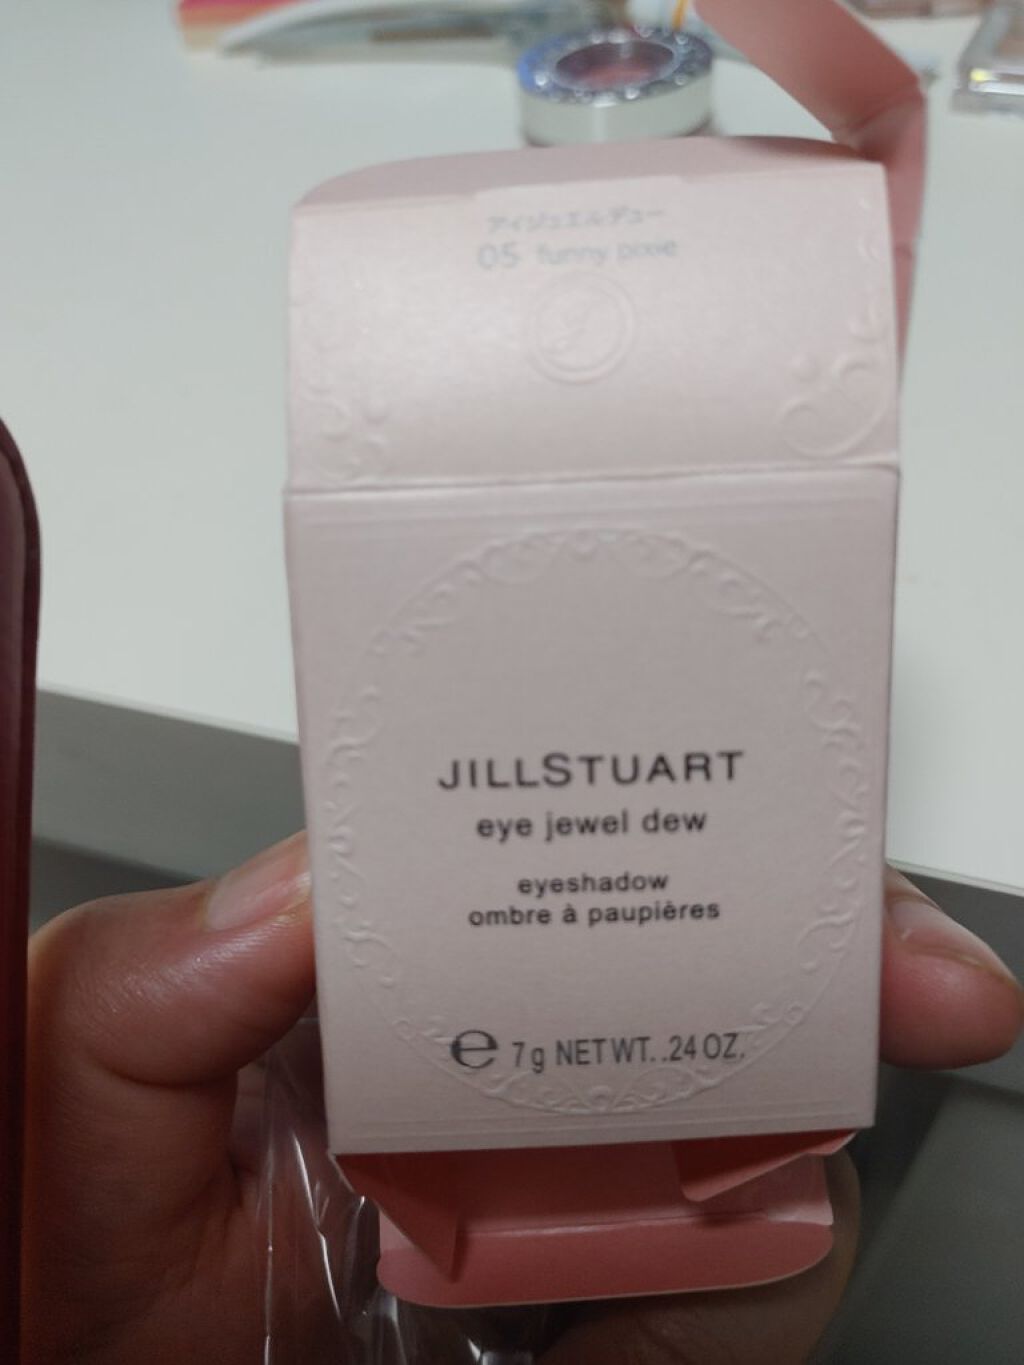 アイジュエルデュー
05 funny pixie
JILLSTUART
eye jewel dew
eyeshadow
ombre à paupières
℮ 7g NET WT. .24 OZ.